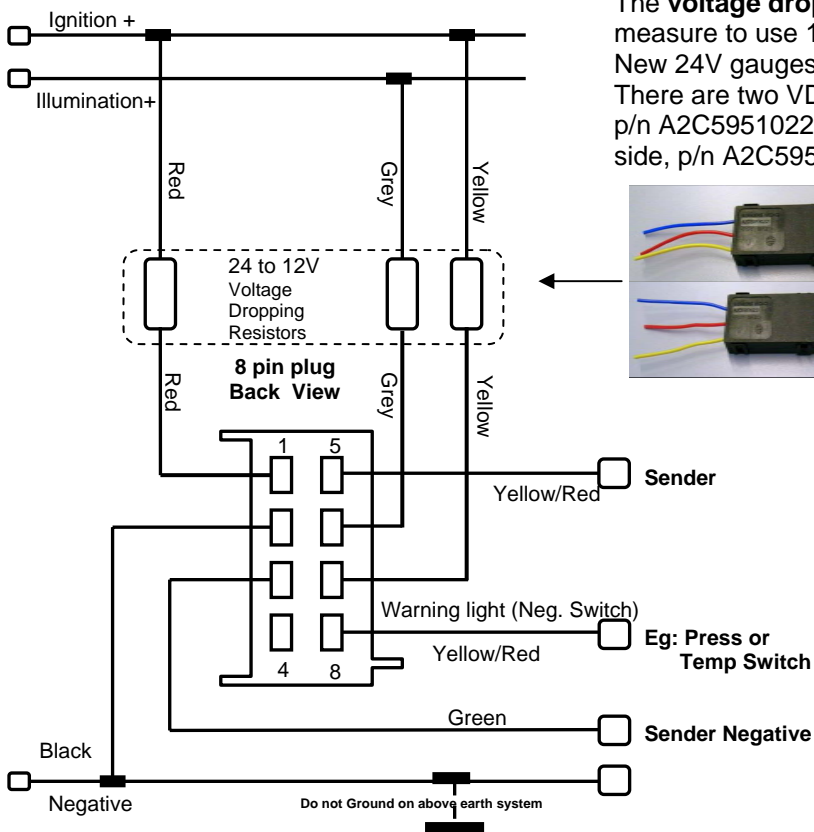 Ignition +
Illumination+
The voltage drop
measure to use 1
New 24V gauges
There are two VD
p/n A2C5951022
side, p/n A2C595
Red
Grey
Yellow
24 to 12V
Voltage
Dropping
Resistors
Red
8 pin plug
Back View
Grey
Yellow
1
5
Yellow/Red
Sender
Warning light (Neg. Switch)
Yellow/Red
Eg: Press or
Temp Switch
4
8
Green
Sender Negative
Black
Negative
Do not Ground on above earth system